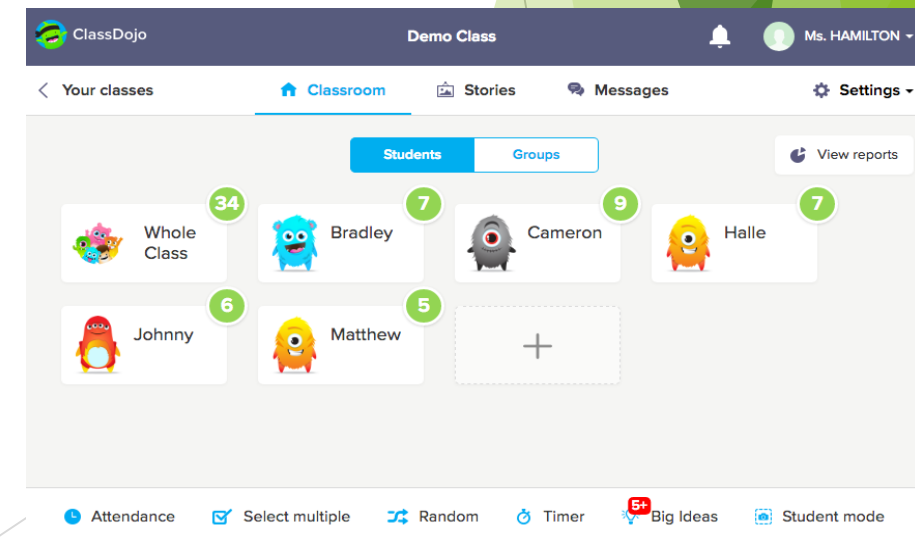 ClassDojo Demo Class Ms. HAMILTON
Your classes Classroom Stories Messages Settings
Students Groups View reports
34 7 9 7
Whole Class Bradley Cameron Halle
6 5
Johnny Matthew
5+
Attendance Select multiple Random Timer Big Ideas Student mode